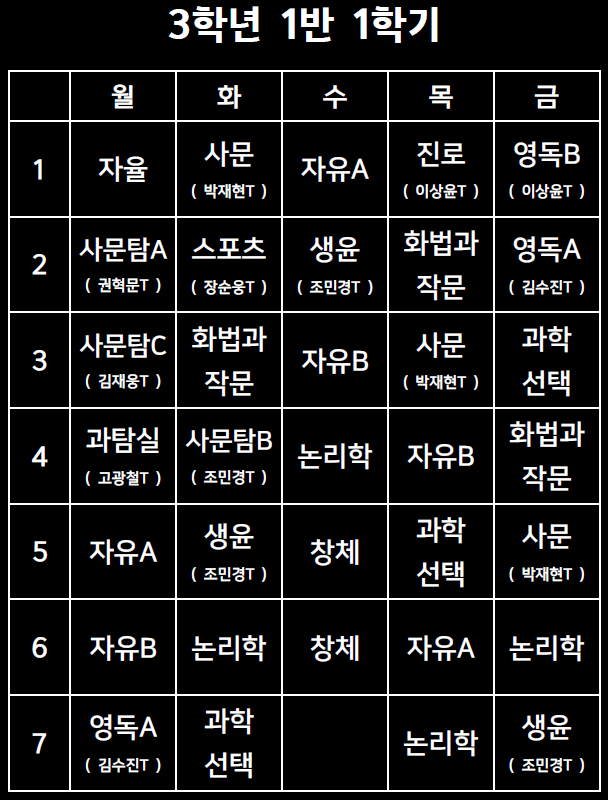 3학년 1반 1학기
월 화 수 목 금
1 자율 사문 ( 박재현T ) 자유A 진로 ( 이상윤T ) 영독B ( 이상윤T )
2 사문탐A ( 권혁문T ) 스포츠 ( 장순웅T ) 생윤 ( 조민경T ) 화법과 작문 영독A ( 김수진T )
3 사문탐C ( 김재웅T ) 화법과 작문 자유B 사문 ( 박재현T ) 과학 선택
4 과탐실 ( 고광철T ) 사문탐B ( 조민경T ) 논리학 자유B 화법과 작문
5 자유A 생윤 ( 조민경T ) 창체 과학 선택 사문 ( 박재현T )
6 자유B 논리학 창체 자유A 논리학
7 영독A ( 김수진T ) 과학 선택 논리학 생윤 ( 조민경T )